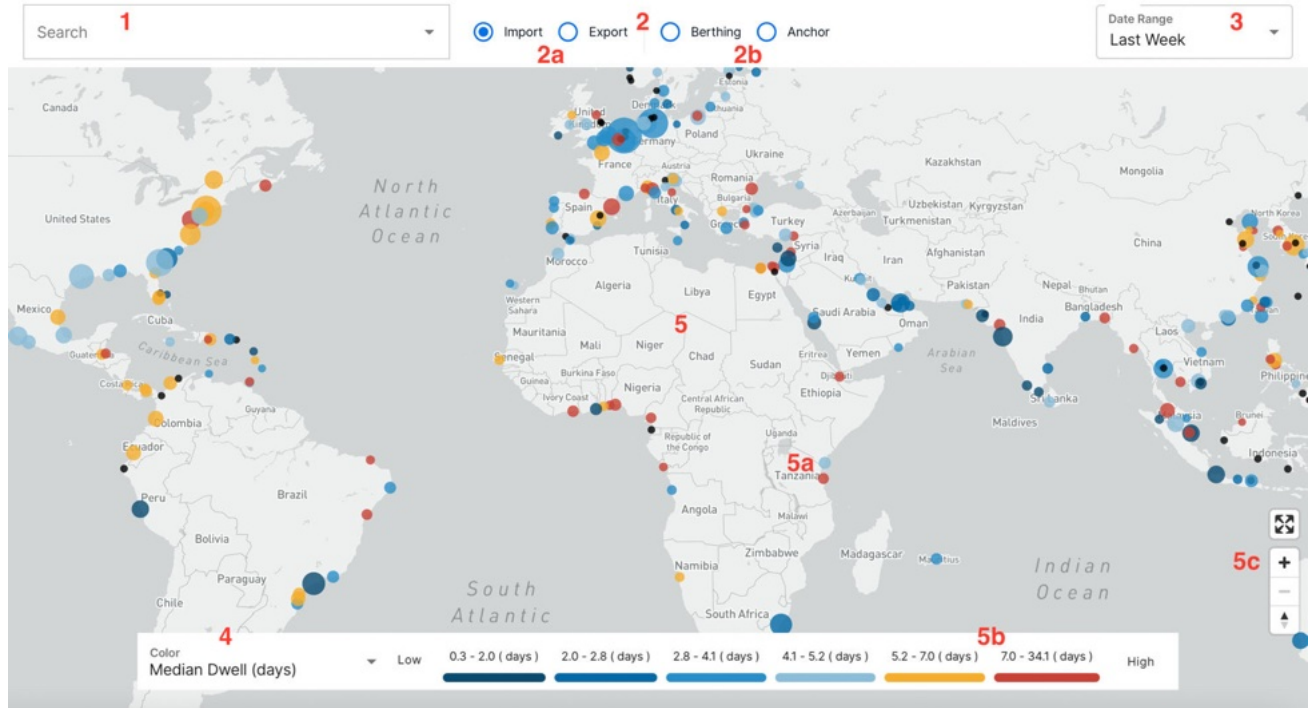 1
Search
Import
Export
2
Berthing
Anchor
2a
2b
Date Range
Last Week
3
Canada
United States
Mexico
Cuba
Caribbean Sea
Costa Rica
Guyana
Colombia
Ecuador
Peru
Brazil
Bolivia
Paraguay
Chile
North
Atlantic
Ocean
United
Estonia
Poland
Ukraine
France
Austria
Romania
Bulgaria
Italy
Spain
Turkey
Azerbaijan
Syria
Iraq
Iran
Tunisia
Morocco
Algeria
Libya
Egypt
Western
Sahara
Mauritania
Mali
Niger
Chad
Sudan
Eritrea
Yemen
Oman
Saudi Arabia
Senegal
Guinea
Burkina Faso
Ivory Coast
Nigeria
Central African
Republic
Ethiopia
Uganda
Republic of
the Congo
Tanzania
Angola
Malawi
Zimbabwe
Namibia
Madagascar
South Africa
5
5a
Kazakhstan
Uzbekistan
Kyrgyzstan
Turkmenistan
Afghanistan
Pakistan
Mongolia
North Korea
China
Nepal
Bhutan
Bangladesh
India
Laos
Vietnam
Philippine
Sri Lanka
Maldives
Brunei
Indonesia
Arabian
Sea
Indian
Ocean
South
Atlantic
5c
4
Color
Median Dwell (days)
5b
Low
0.3 - 2.0 ( days )
2.0 - 2.8 ( days )
2.8 - 4.1 ( days )
4.1 - 5.2 ( days )
5.2 - 7.0 ( days )
7.0 - 34.1 ( days )
High